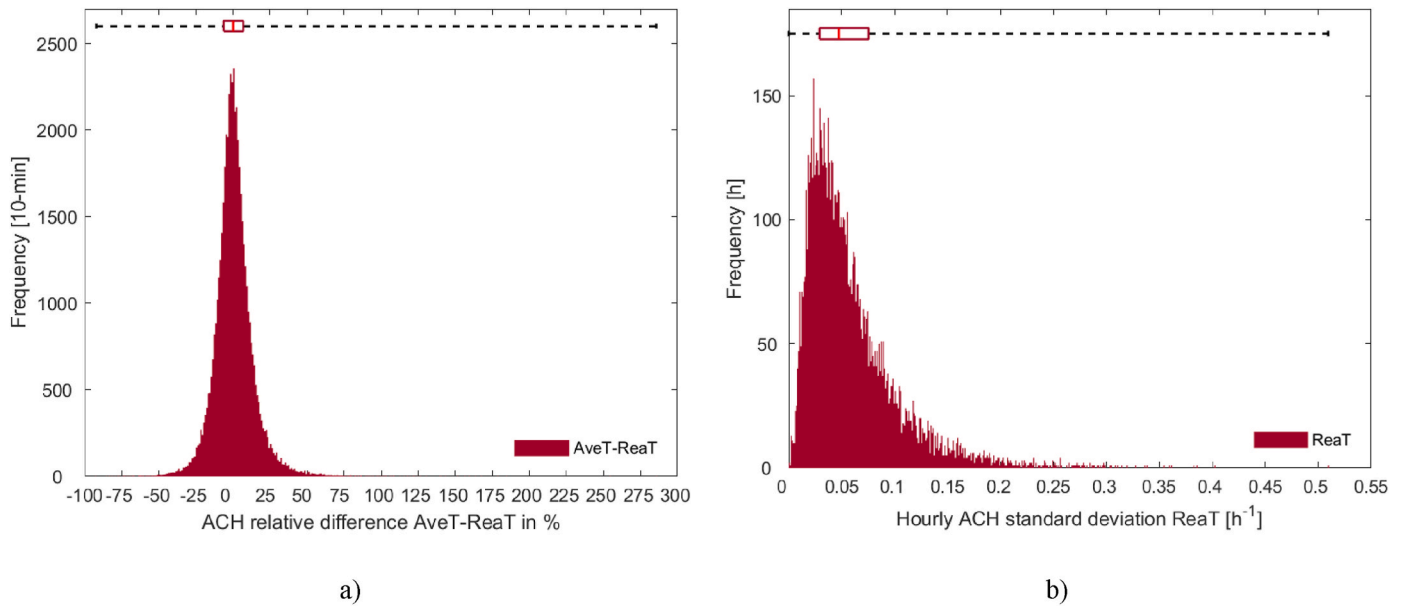 2500
2000
1500
1000
500
0
Frequency [10-min]
AveT-ReaT
-100 -75 -50 -25 0 25 50 75 100 125 150 175 200 225 250 275 300
ACH relative difference AveT-ReaT in %
a)
150
100
50
0
Frequency [h]
ReaT
0 0.05 0.1 0.15 0.2 0.25 0.3 0.35 0.4 0.45 0.5 0.55
Hourly ACH standard deviation ReaT [h-1]
b)